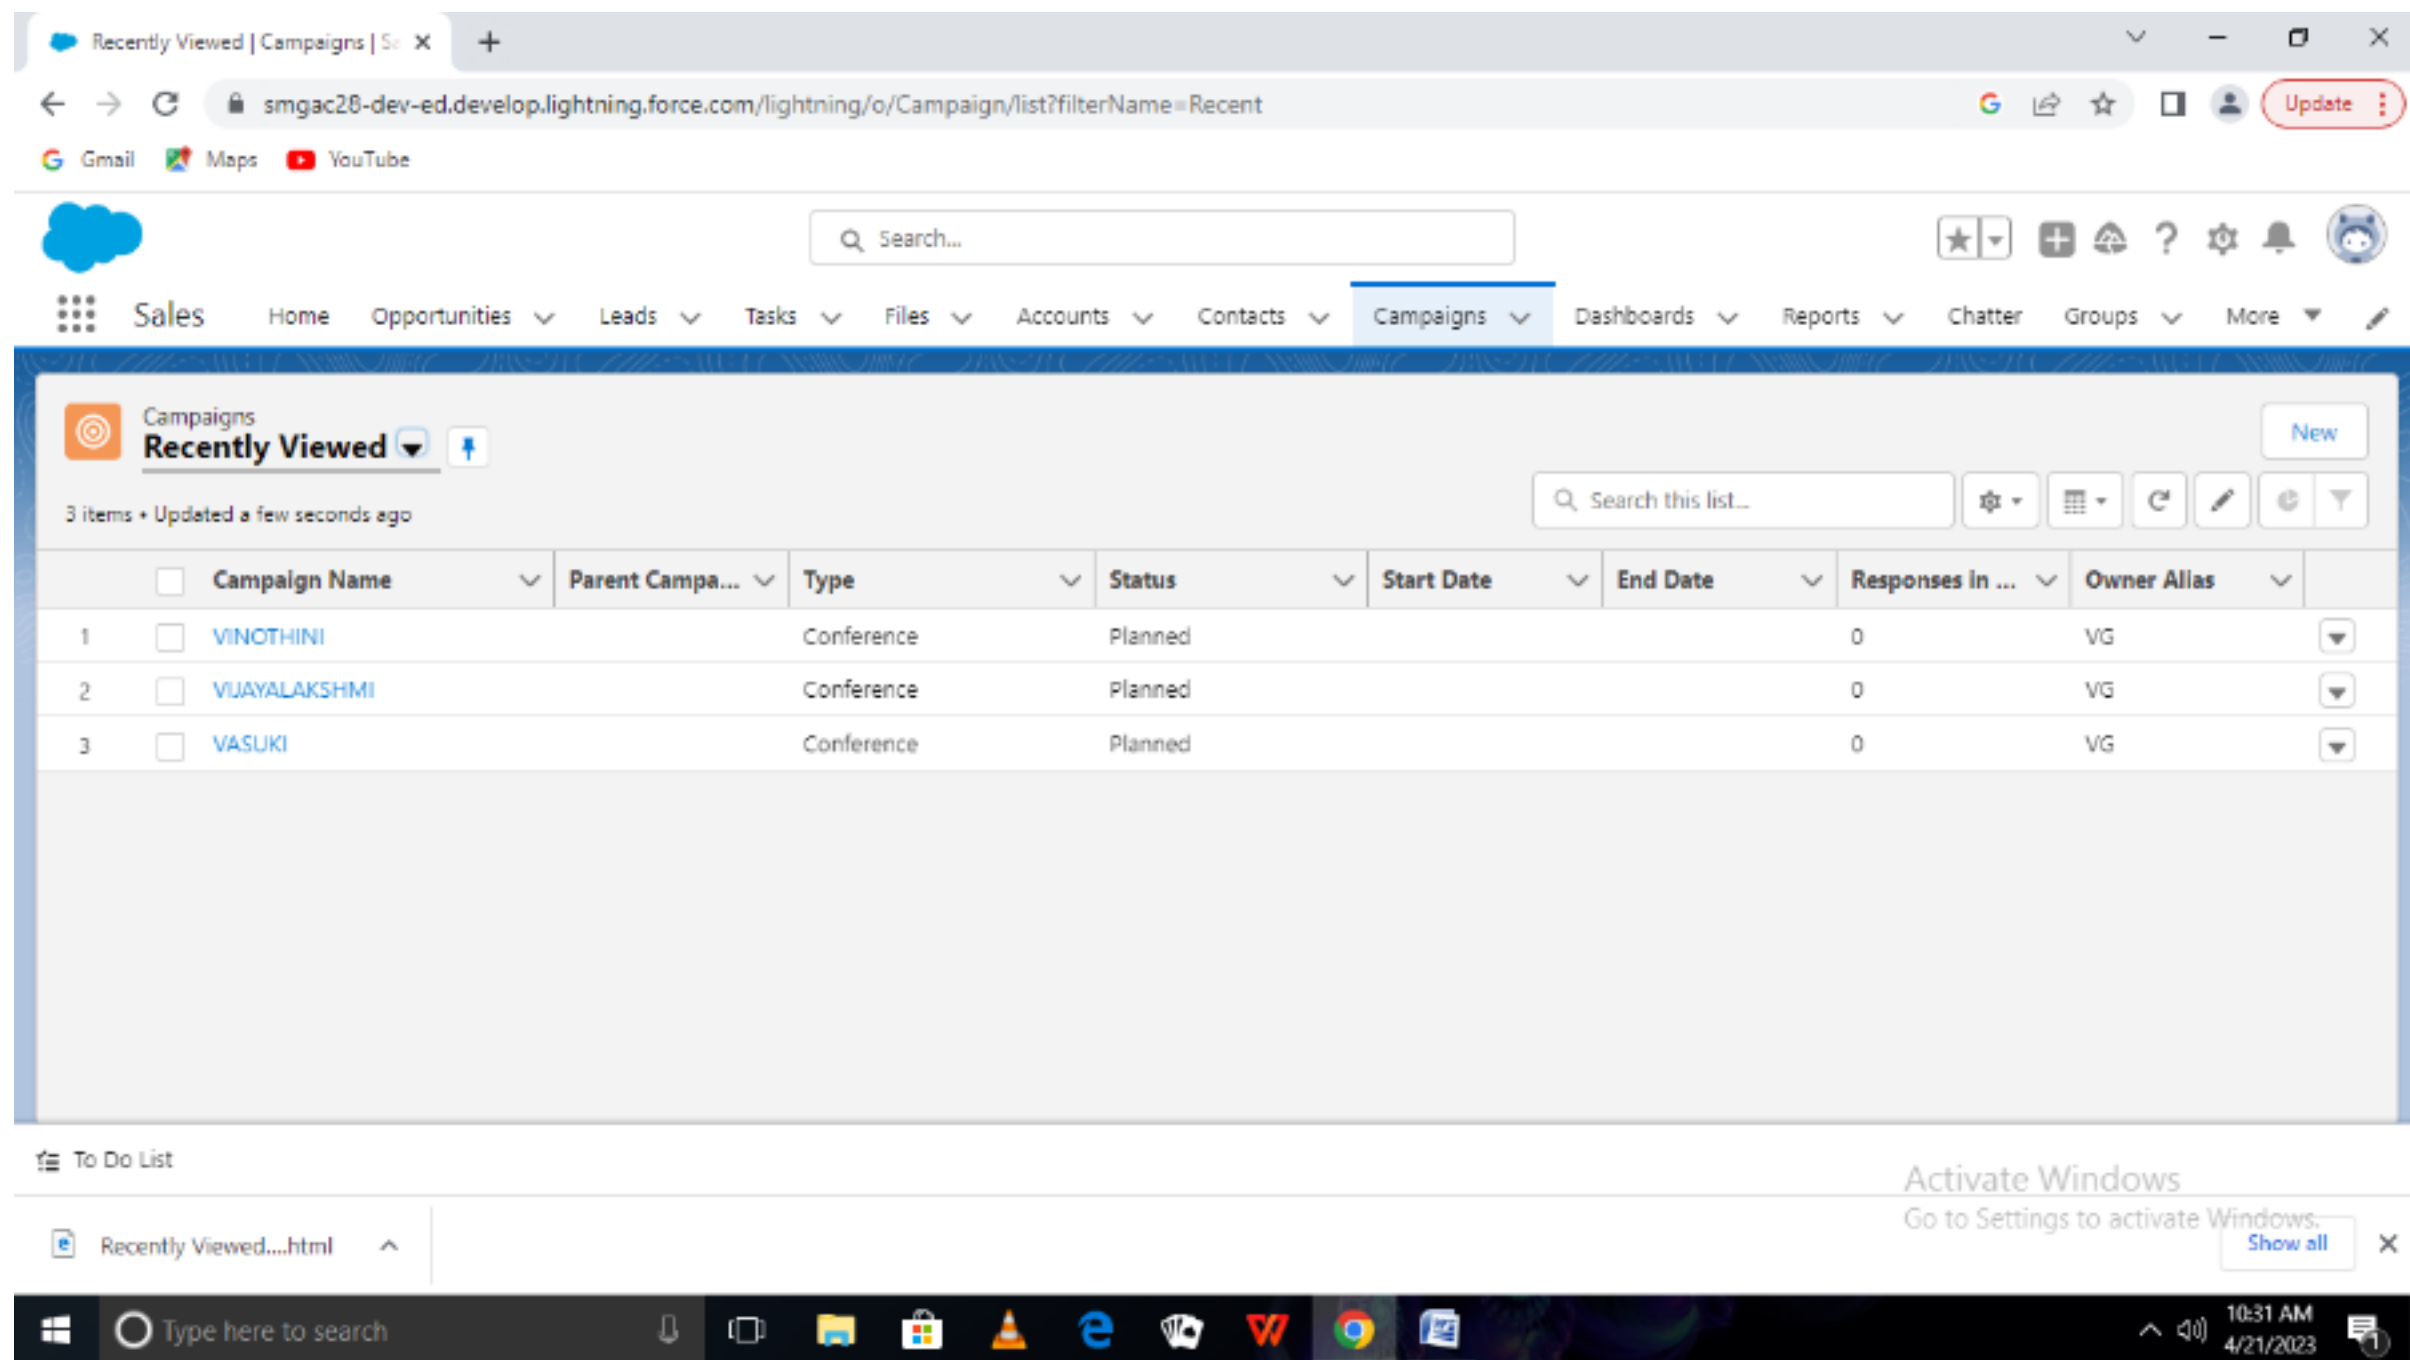 Recently Viewed | Campaigns | Sa
smgac28-dev-ed.develop.lightning.force.com/lightning/o/Campaign/list?filterName=Recent
Update
Gmail Maps YouTube
Search...
Sales Home Opportunities Leads Tasks Files Accounts Contacts Campaigns Dashboards Reports Chatter Groups More
Campaigns
Recently Viewed
New
3 items • Updated a few seconds ago
Search this list...
Campaign Name Parent Campa... Type Status Start Date End Date Responses in ... Owner Alias
1 VINOTHINI Conference Planned 0 VG
2 VIJAYALAKSHMI Conference Planned 0 VG
3 VASUKI Conference Planned 0 VG
To Do List
Activate Windows
Go to Settings to activate Windows.
Recently Viewed....html
Show all
Type here to search
10:31 AM
4/21/2023
1